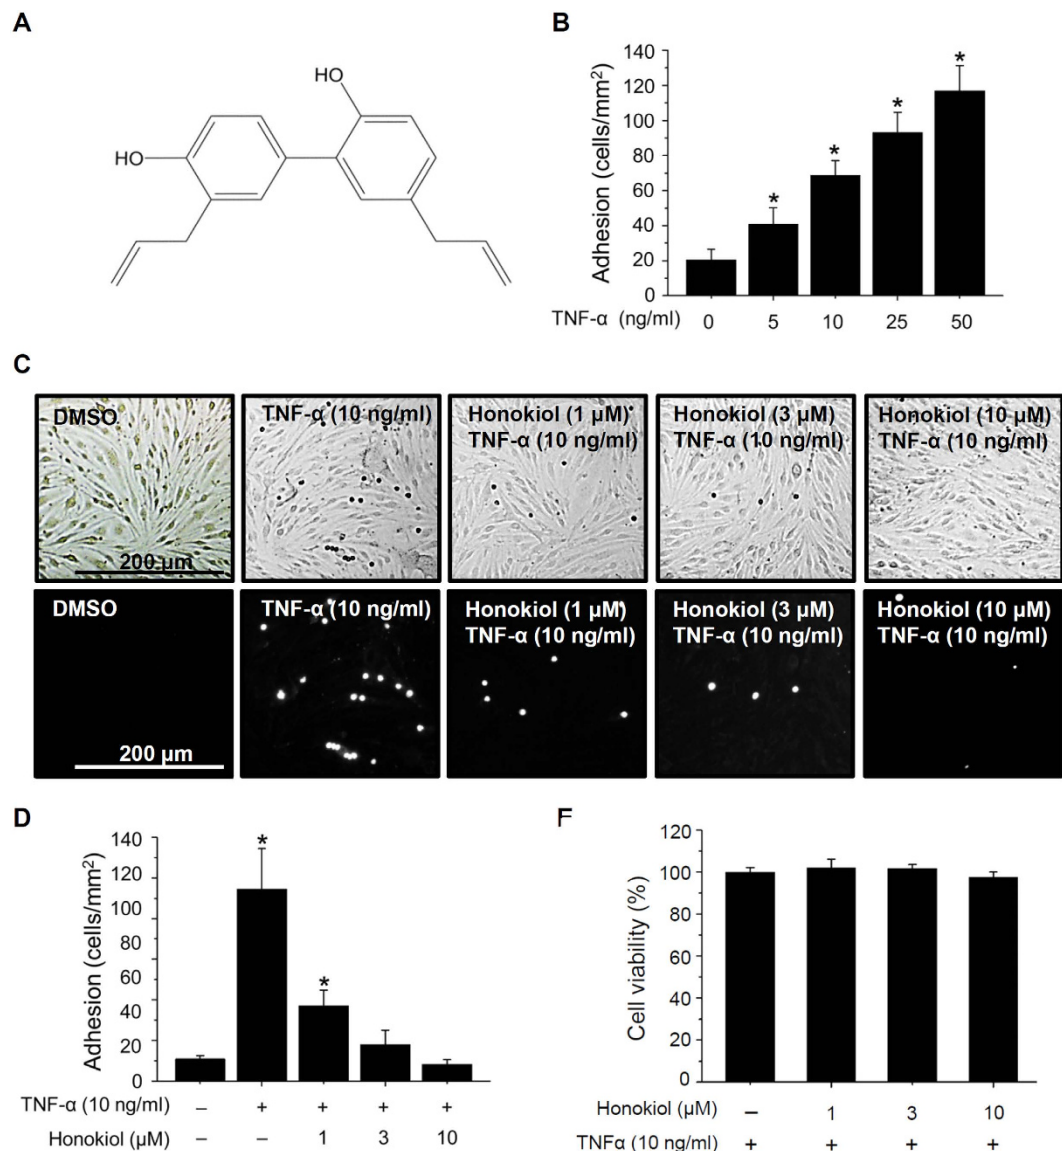 A
HO
HO
B
Adhesion (cells/mm²)
140
120
100
80
60
40
20
0
* * * *
TNF-α (ng/ml) 0 5 10 25 50
C
DMSO
TNF-α (10 ng/ml)
Honokiol (1 µM)
TNF-α (10 ng/ml)
Honokiol (3 µM)
TNF-α (10 ng/ml)
Honokiol (10 µM)
TNF-α (10 ng/ml)
200 µm
DMSO
TNF-α (10 ng/ml)
Honokiol (1 µM)
TNF-α (10 ng/ml)
Honokiol (3 µM)
TNF-α (10 ng/ml)
Honokiol (10 µM)
TNF-α (10 ng/ml)
200 µm
D
Adhesion (cells/mm²)
140
120
100
80
60
40
20
0
* *
TNF-α (10 ng/ml) – + + + +
Honokiol (µM) – – 1 3 10
F
Cell viability (%)
120
100
80
60
40
20
0
Honokiol (µM) – 1 3 10
TNFα (10 ng/ml) + + + +